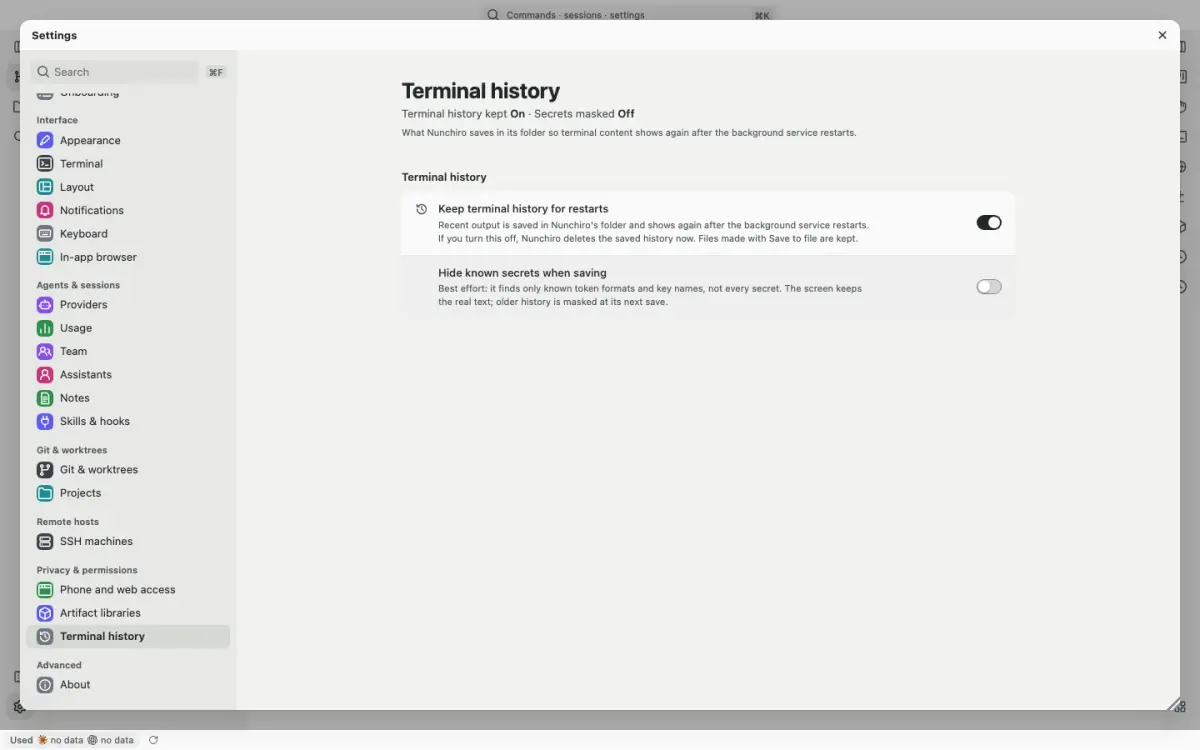 Commands · sessions · settings ⌘K
Settings
Search ⌘F
Onboarding
Interface
Appearance
Terminal
Layout
Notifications
Keyboard
In-app browser
Agents & sessions
Providers
Usage
Team
Assistants
Notes
Skills & hooks
Git & worktrees
Git & worktrees
Projects
Remote hosts
SSH machines
Privacy & permissions
Phone and web access
Artifact libraries
Terminal history
Advanced
About
Terminal history
Terminal history kept On · Secrets masked Off
What Nunchiro saves in its folder so terminal content shows again after the background service restarts.
Terminal history
Keep terminal history for restarts
Recent output is saved in Nunchiro's folder and shows again after the background service restarts.
If you turn this off, Nunchiro deletes the saved history now. Files made with Save to file are kept.
Hide known secrets when saving
Best effort: it finds only known token formats and key names, not every secret. The screen keeps
the real text; older history is masked at its next save.
Used no data no data